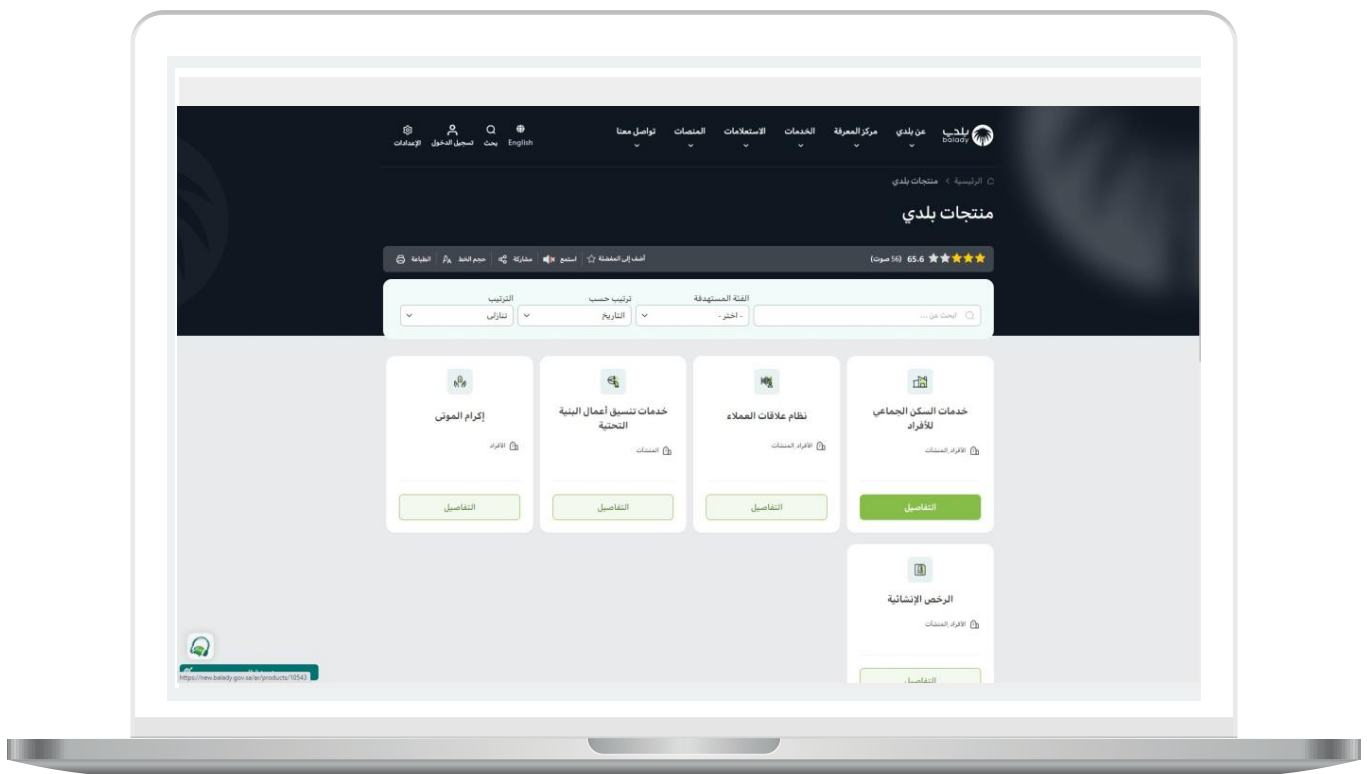 بلدي
balady
عن بلدي
مركز المعرفة
الخدمات
الاستعلامات
المنصات
تواصل معنا
English
بحث
تسجيل الدخول
الإعدادات
الرئيسية > منتجات بلدي
منتجات بلدي
65.6 (56 صوت)
أضف إلى المفضلة
استمع
مشاركة
حجم الخط
الطباعة
الفئة المستهدفة
ترتيب حسب
الترتيب
ابحث عن ...
- اختر -
التاريخ
تنازلي
خدمات السكن الجماعي
للأفراد
الأفراد, المنشآت
التفاصيل
نظام علاقات العملاء
الأفراد, المنشآت
التفاصيل
خدمات تنسيق أعمال البنية
التحتية
المنشآت
التفاصيل
إكرام الموتى
الأفراد
التفاصيل
الرخص الإنشائية
الأفراد, المنشآت
التفاصيل
https://new.balady.gov.sa/ar/products/10543